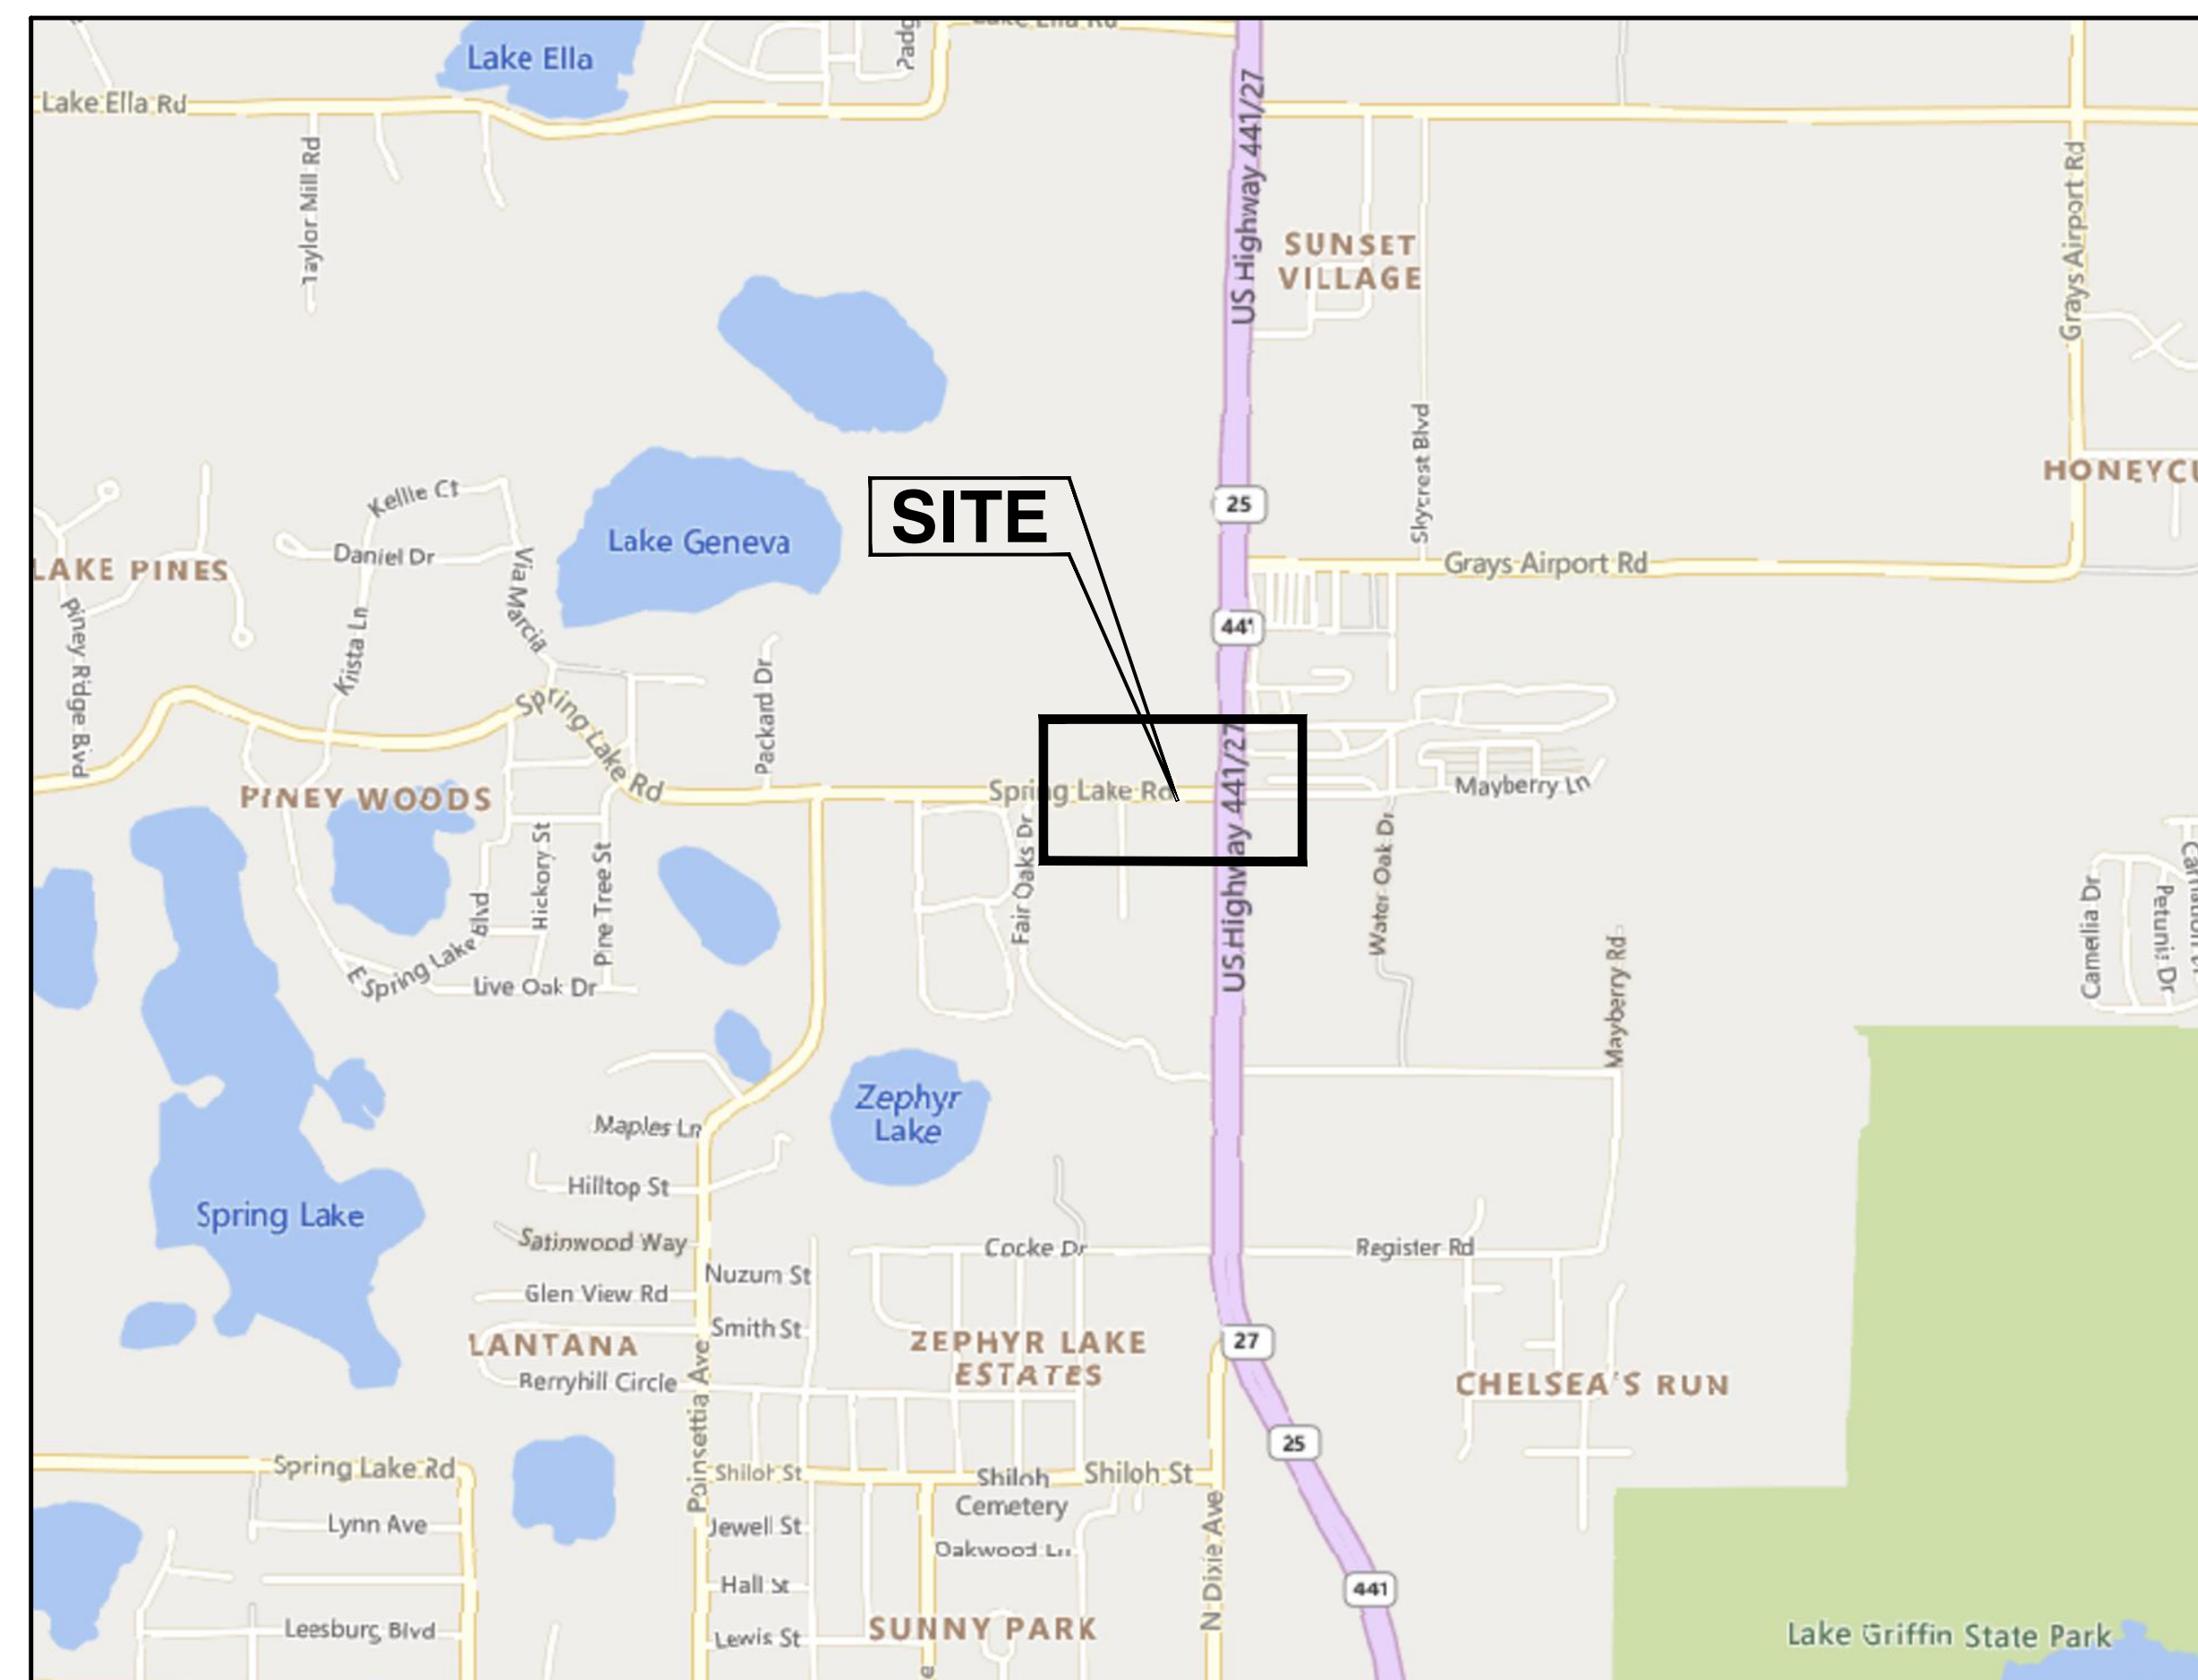 Lake Ella Rd
Lake Ella
Padg
Lake Ella Rd
Taylor Mill Rd
US Highway 441/27
SUNSET
VILLAGE
Grays Airport Rd
Skycrest Blvd
HONEYCU
Kellie Ct
25
SITE
Lake Geneva
Daniel Dr
LAKE PINES
Via Marcia
Grays Airport Rd
441
Piney Ridge Blvd
Krista Ln
Packard Dr
Spring Lake Rd
US Highway 441/27
Spring Lake Rd
Mayberry Ln
PINEY WOODS
Fair Oaks Dr
Water Oak Dr
Hickory St
Pine Tree St
E Spring Lake Blvd
Live Oak Dr
Camellia Dr
Petunia Dr
Mayberry Rd
Zephyr
Lake
Maples Ln
Hilltop St
Spring Lake
Satinwood Way
Cocke Dr
Register Rd
Nuzum St
Glen View Rd
Smith St
LANTANA
ZEPHYR LAKE
ESTATES
27
Berryhill Circle
CHELSEA'S RUN
Poinsettia Ave
25
Spring Lake Rd
Shiloh St
Shiloh
Cemetery
Shiloh St
Lynn Ave
Jewell St
Oakwood Ln
N Dixie Ave
Hall St
441
Leesburg Blvd
Lewis St
SUNNY PARK
Lake Griffin State Park
e